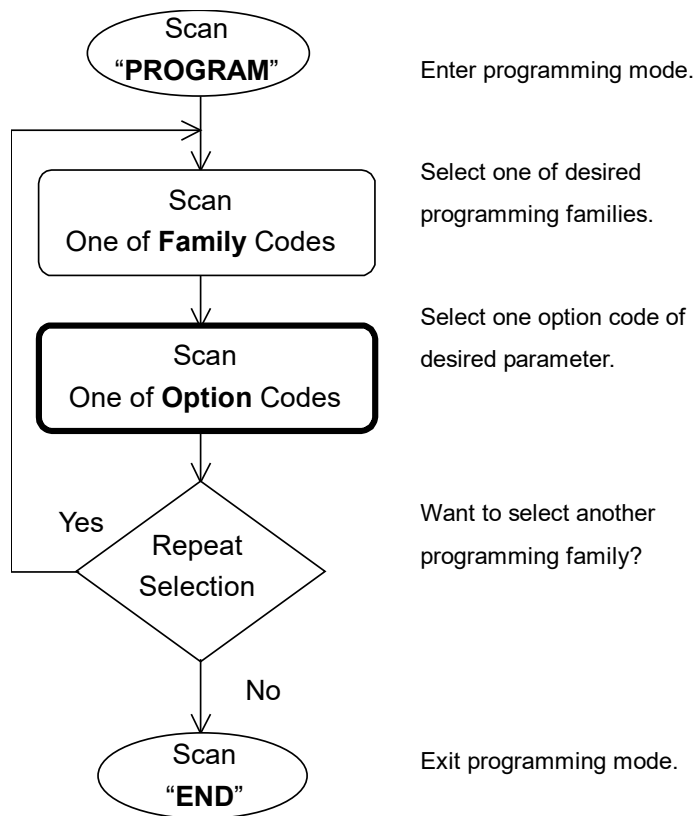 Scan
“PROGRAM”
Enter programming mode.
Scan
One of Family Codes
Select one of desired
programming families.
Scan
One of Option Codes
Select one option code of
desired parameter.
Yes
Repeat
Selection
Want to select another
programming family?
No
Scan
“END”
Exit programming mode.